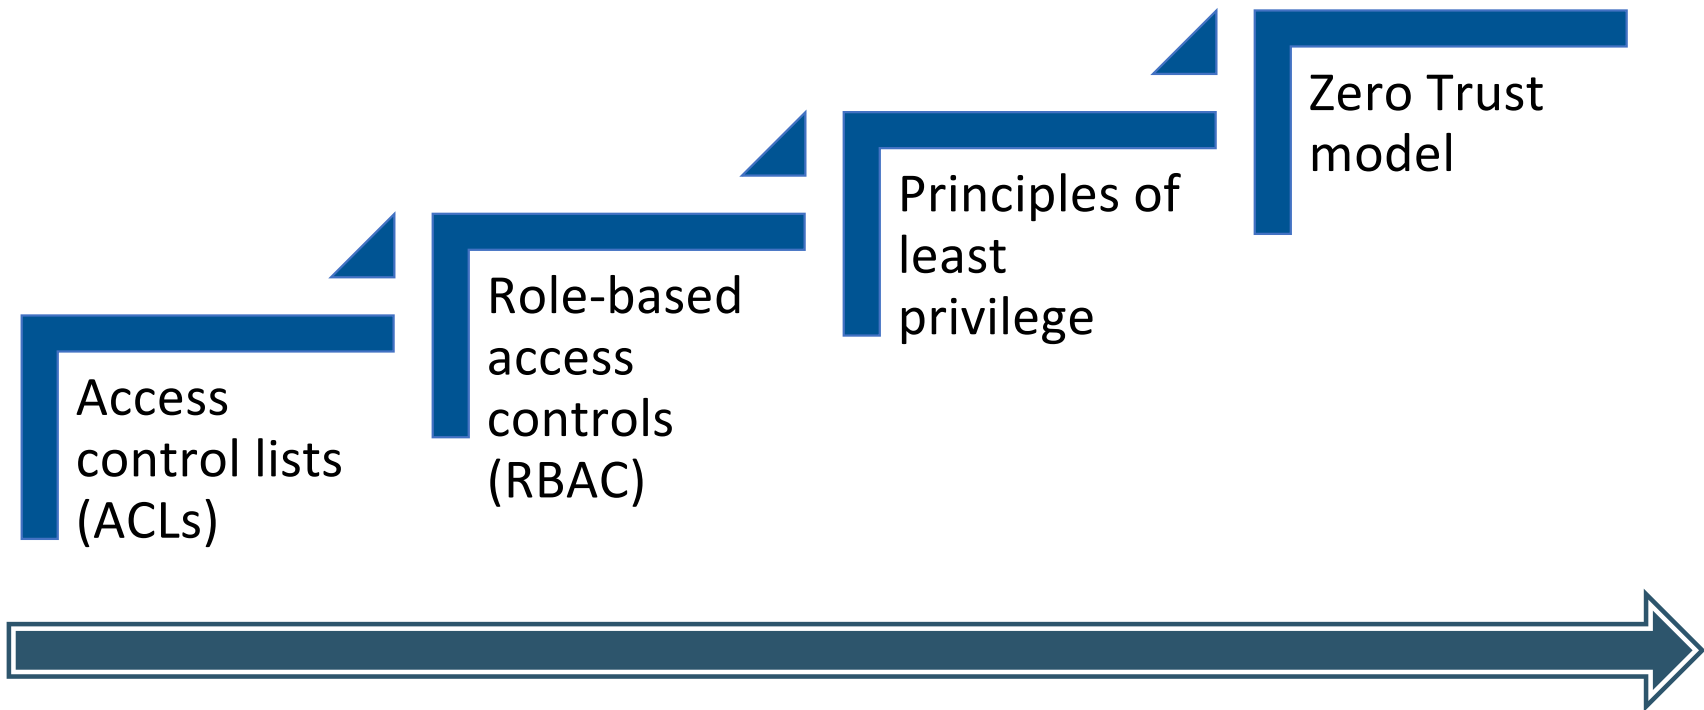 Access
control lists
(ACLs)
Role-based
access
controls
(RBAC)
Principles of
least
privilege
Zero Trust
model